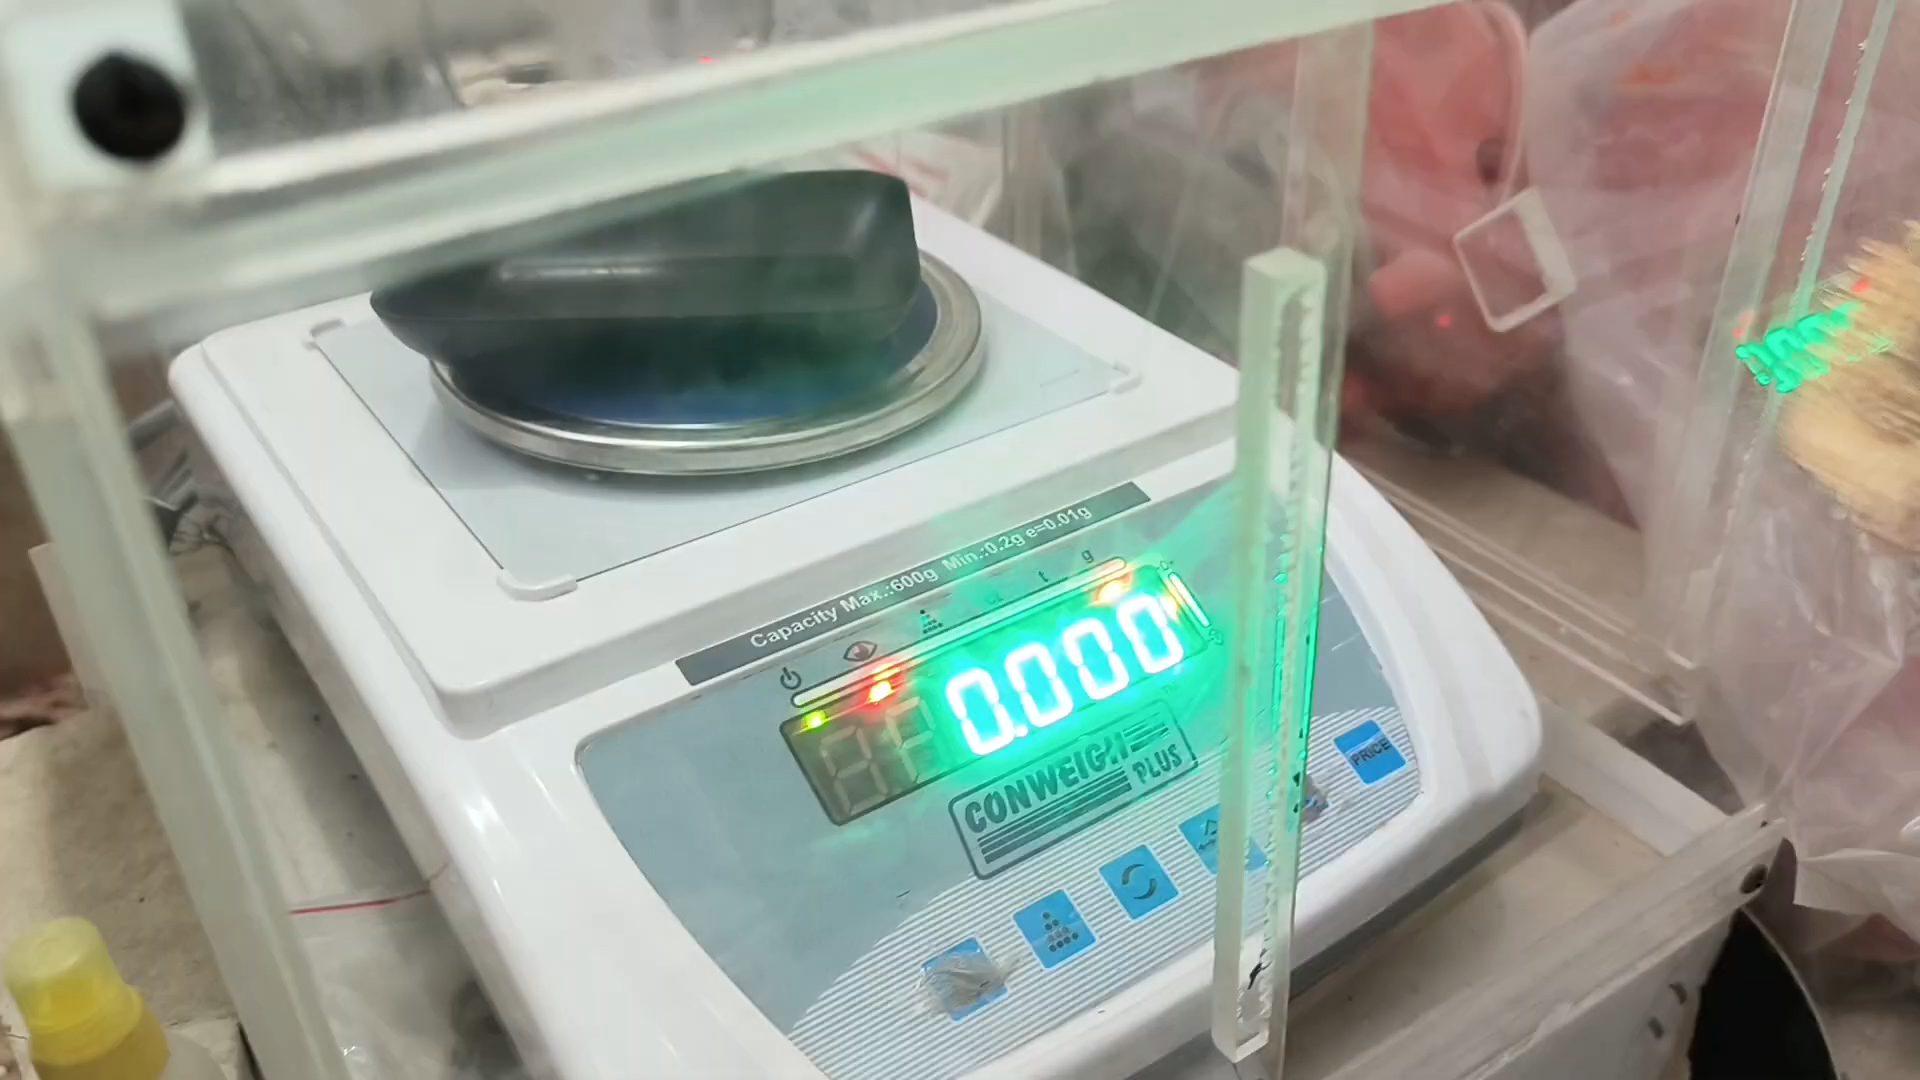 Capacity Max.:600g Min.:0.2g e=0.01g
t g
0.000
CONWEIGH
PLUS
PRICE